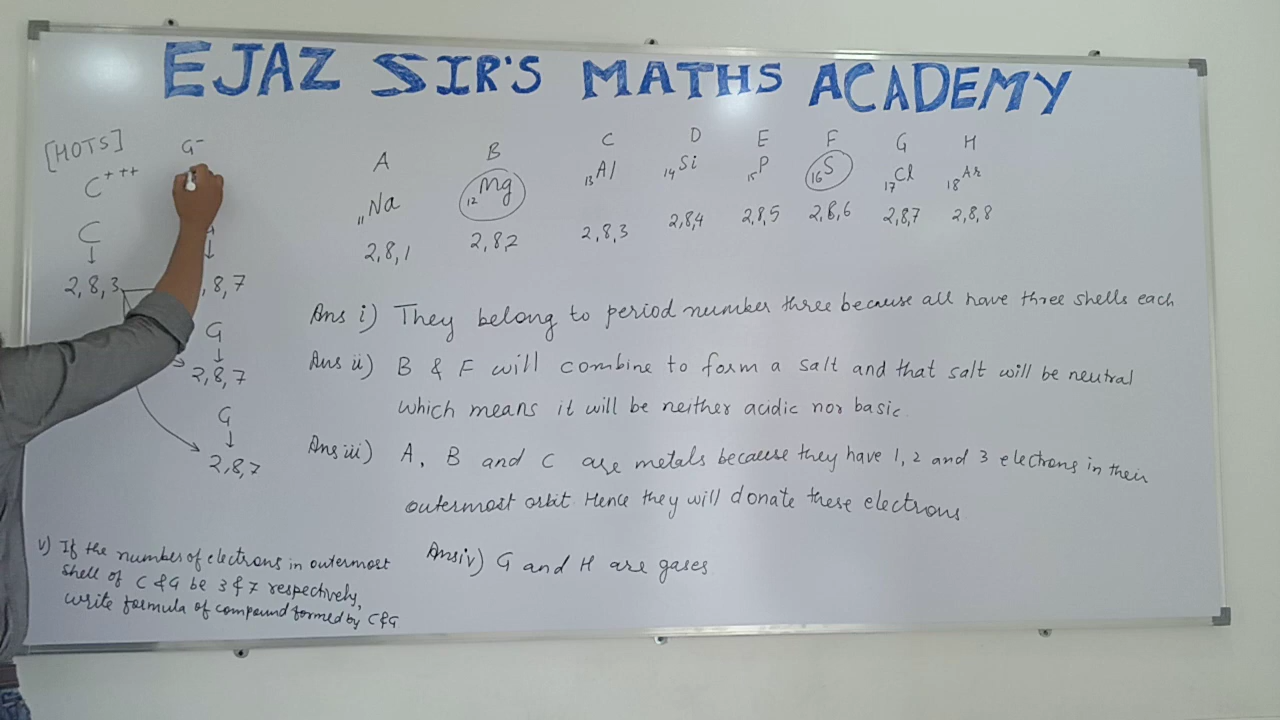 EJAZ SIR'S MATHS ACADEMY
[HOTS]
G-
C+++
C
2,8,3
,8,7
G
2,8,7
G
2,8,7
A B C D E F G H
11Na 12Mg 13Al 14Si 15P 16S 17Cl 18Ar
2,8,1 2,8,2 2,8,3 2,8,4 2,8,5 2,8,6 2,8,7 2,8,8
Ans i) They belong to period number three because all have three shells each
Ans ii) B & F will combine to form a salt and that salt will be neutral
which means it will be neither acidic nor basic.
Ans iii) A, B and C are metals because they have 1, 2 and 3 electrons in their
outermost orbit. Hence they will donate these electrons
Ans iv) G and H are gases
v) If the number of electrons in outermost
shell of C & G be 3 & 7 respectively,
write formula of compound formed by C & G